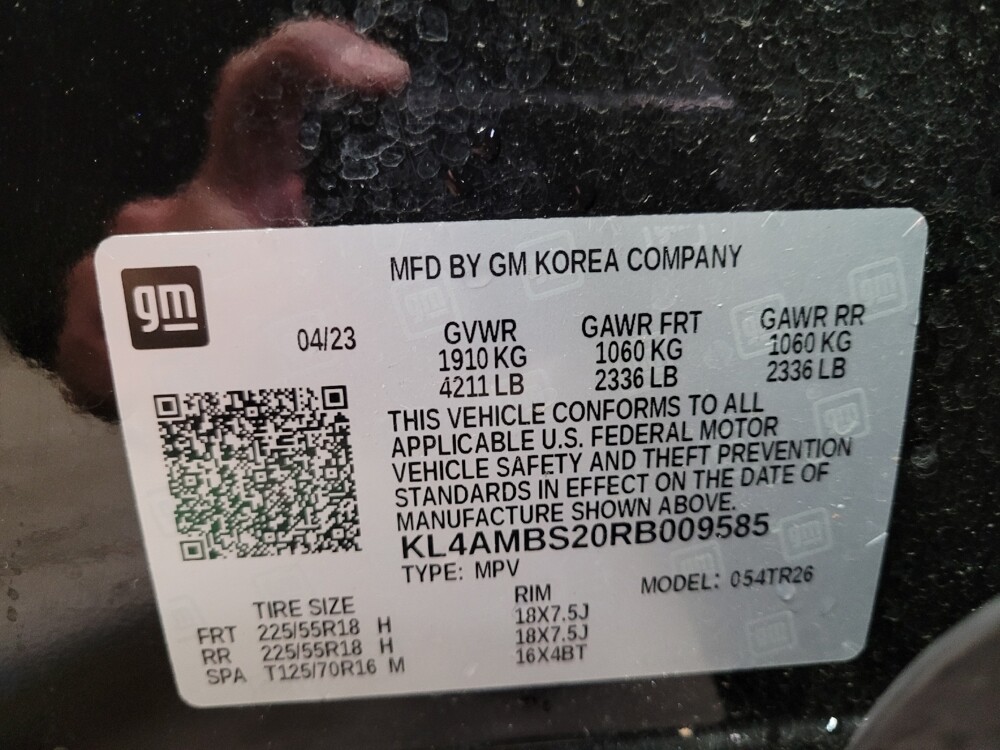 MFD BY GM KOREA COMPANY
gm
04/23
GVWR GAWR FRT GAWR RR
1910 KG 1060 KG 1060 KG
4211 LB 2336 LB 2336 LB
THIS VEHICLE CONFORMS TO ALL
APPLICABLE U.S. FEDERAL MOTOR
VEHICLE SAFETY AND THEFT PREVENTION
STANDARDS IN EFFECT ON THE DATE OF
MANUFACTURE SHOWN ABOVE.
KL4AMBS20RB009585
TYPE: MPV MODEL: 054TR26
TIRE SIZE RIM
FRT 225/55R18 H 18X7.5J
RR 225/55R18 H 18X7.5J
SPA T125/70R16 M 16X4BT